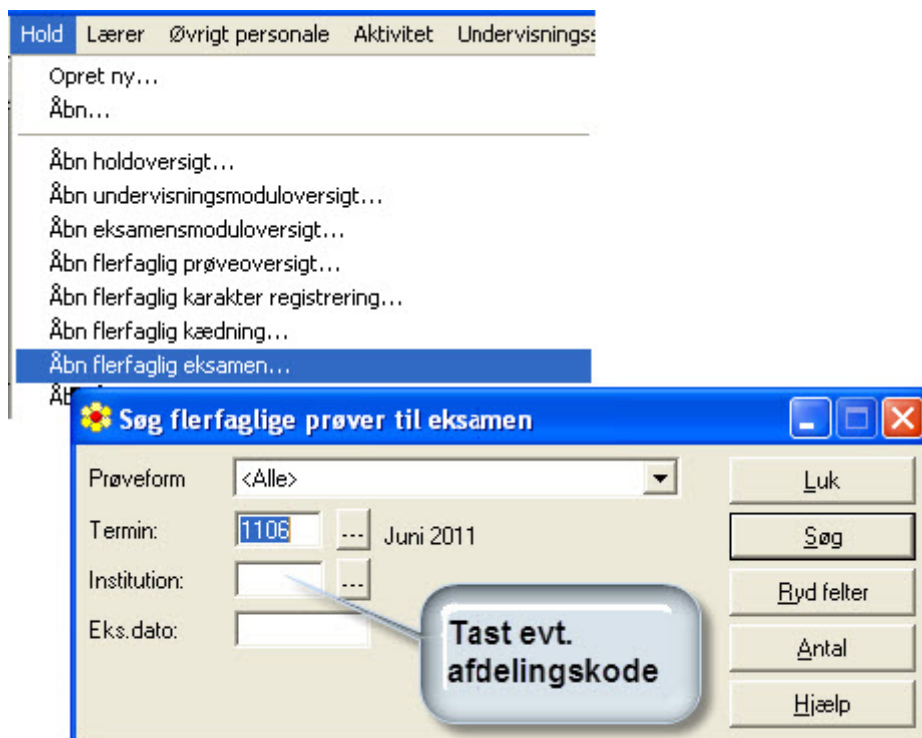 Hold Lærer Øvrigt personale Aktivitet
Opret ny...
Åbn...
Åbn holdoversigt...
Åbn undervisningsmoduloversigt...
Åbn eksamensmoduloversigt...
Åbn flerfaglig prøveoversigt...
Åbn flerfaglig karakter registrering...
Åbn flerfaglig kædning...
Åbn flerfaglig eksamen...
Søg flerfaglige prøver til eksamen
Prøveform <Alle> Luk
Termin: 1106 ... Juni 2011 Søg
Institution: ... Ryd felter
Eks.dato:
Tast evt.
afdelingskode
Antal
Hjælp